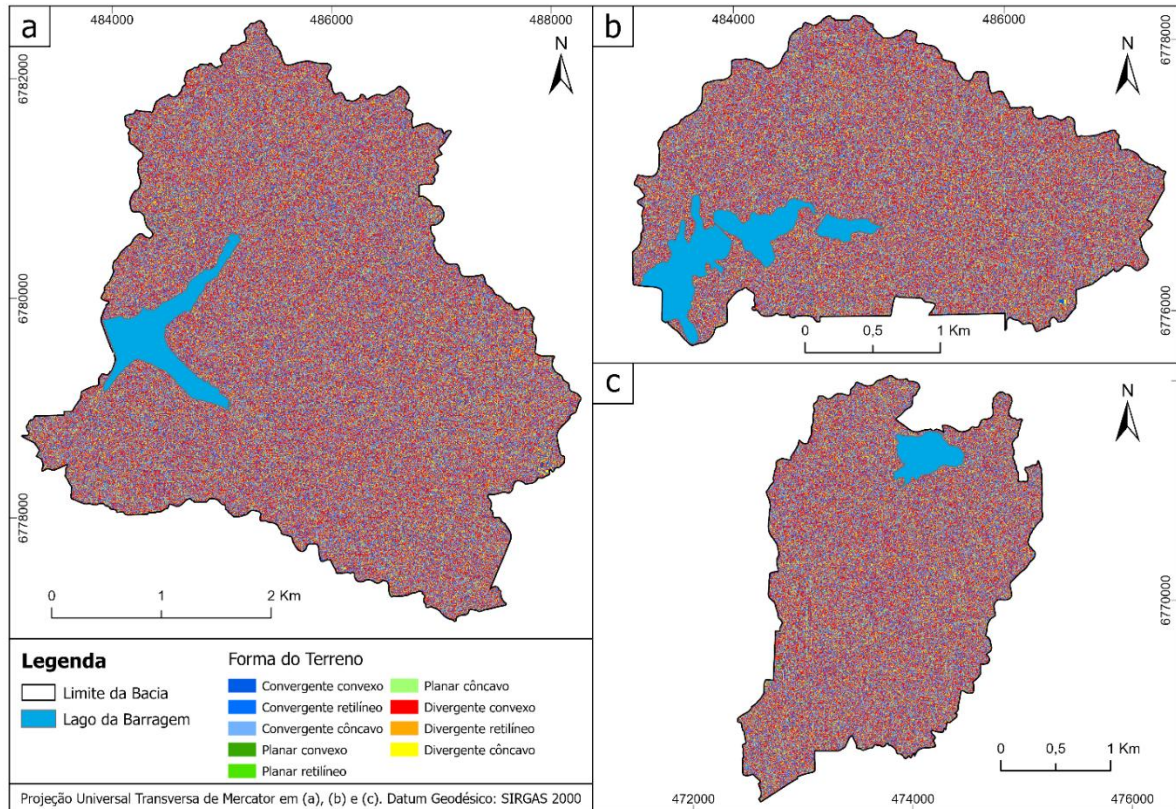 a
484000
486000
488000
6782000
6780000
6778000
N
0
1
2 Km
b
484000
486000
6778000
6776000
N
0
0,5
1 Km
c
N
6770000
472000
474000
476000
0
0,5
1 Km
Legenda
Limite da Bacia
Lago da Barragem
Forma do Terreno
Convergente convexo
Convergente retilíneo
Convergente côncavo
Planar convexo
Planar retilíneo
Planar côncavo
Divergente convexo
Divergente retilíneo
Divergente côncavo
Projeção Universal Transversa de Mercator em (a), (b) e (c). Datum Geodésico: SIRGAS 2000